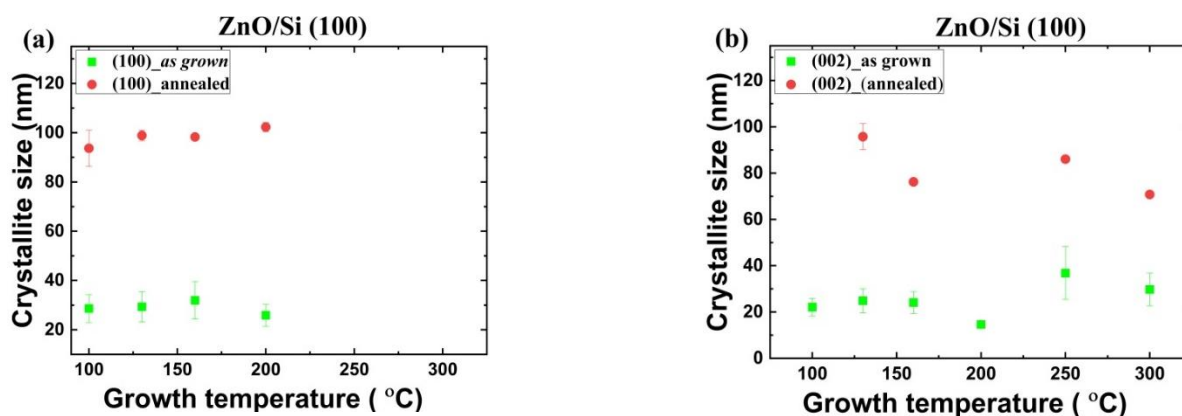 (a)
ZnO/Si (100)
(100)_as grown
(100)_annealed
Crystallite size (nm)
120
100
80
60
40
20
100 150 200 250 300
Growth temperature ( °C)
(b)
ZnO/Si (100)
(002)_as grown
(002)_(annealed)
Crystallite size (nm)
120
100
80
60
40
20
0
100 150 200 250 300
Growth temperature ( °C)